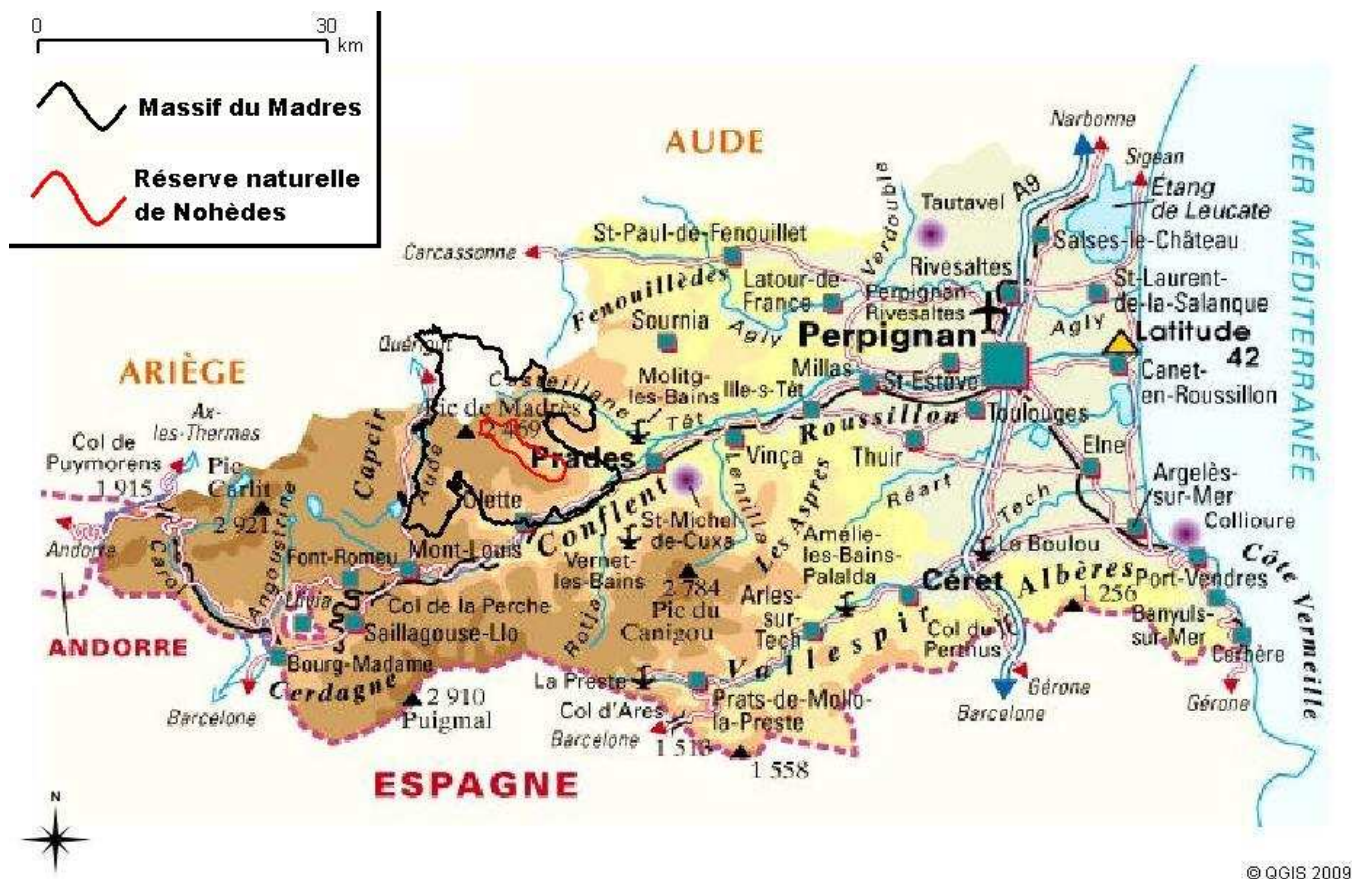 0 30
km
Massif du Madres
Réserve naturelle
de Nohèdes
AUDE
Narbonne
Sigean
A9
MER MÉDITERRANÉE
Étang
de Leucate
Tautavel
Verdouble
Salses-le-Château
St-Paul-de-Fenouillet
Carcassonne
Fenouillèdes
Latour-de-
France
Rivesaltes
Perpignan-
Rivesaltes
St-Laurent-
de-la-Salanque
Sournia
Agly
Agly
Perpignan
Latitude
42
Quérigut
ARIÈGE
Castellane
Molitg-
les-Bains
Ille-s-Têt
Millas
St-Estève
Canet-
en-Roussillon
Ax-
les-Thermes
Pic de Madrès
2 469
Têt
Roussillon
Toulouges
Col de
Puymorens
1 915
Pic
Carlit
2 921
Capcir
Aude
Prades
Vinça
Thuir
Elne
Argelès-
sur-Mer
Olette
Conflent
Lentilla
Les Aspres
Réart
Tech
Collioure
Andorre
Carol
Angoustrine
Font-Romeu
Mont-Louis
St-Michel-
de-Cuxa
Vernet-
les-Bains
Amélie-
les-Bains-
Palalda
Le Boulou
Céret
Albères
1 256
Port-Vendres
Côte Vermeille
Llivia
Col de la Perche
Saillagouse-Llo
Rotja
2 784
Pic du
Canigou
Arles-
sur-
Tech
Vallespir
Col du
Perthus
Banyuls-
sur-Mer
Cerbère
ANDORRE
Bourg-Madame
Cerdagne
2 910
Puigmal
La Preste
Prats-de-Mollo-
la-Preste
Gérone
Barcelone
Gérone
Barcelone
Col d'Ares
Barcelone
1 513
1 558
ESPAGNE
N
© QGIS 2009